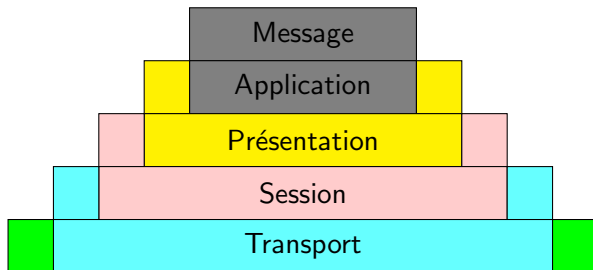 Message
Application
Présentation
Session
Transport